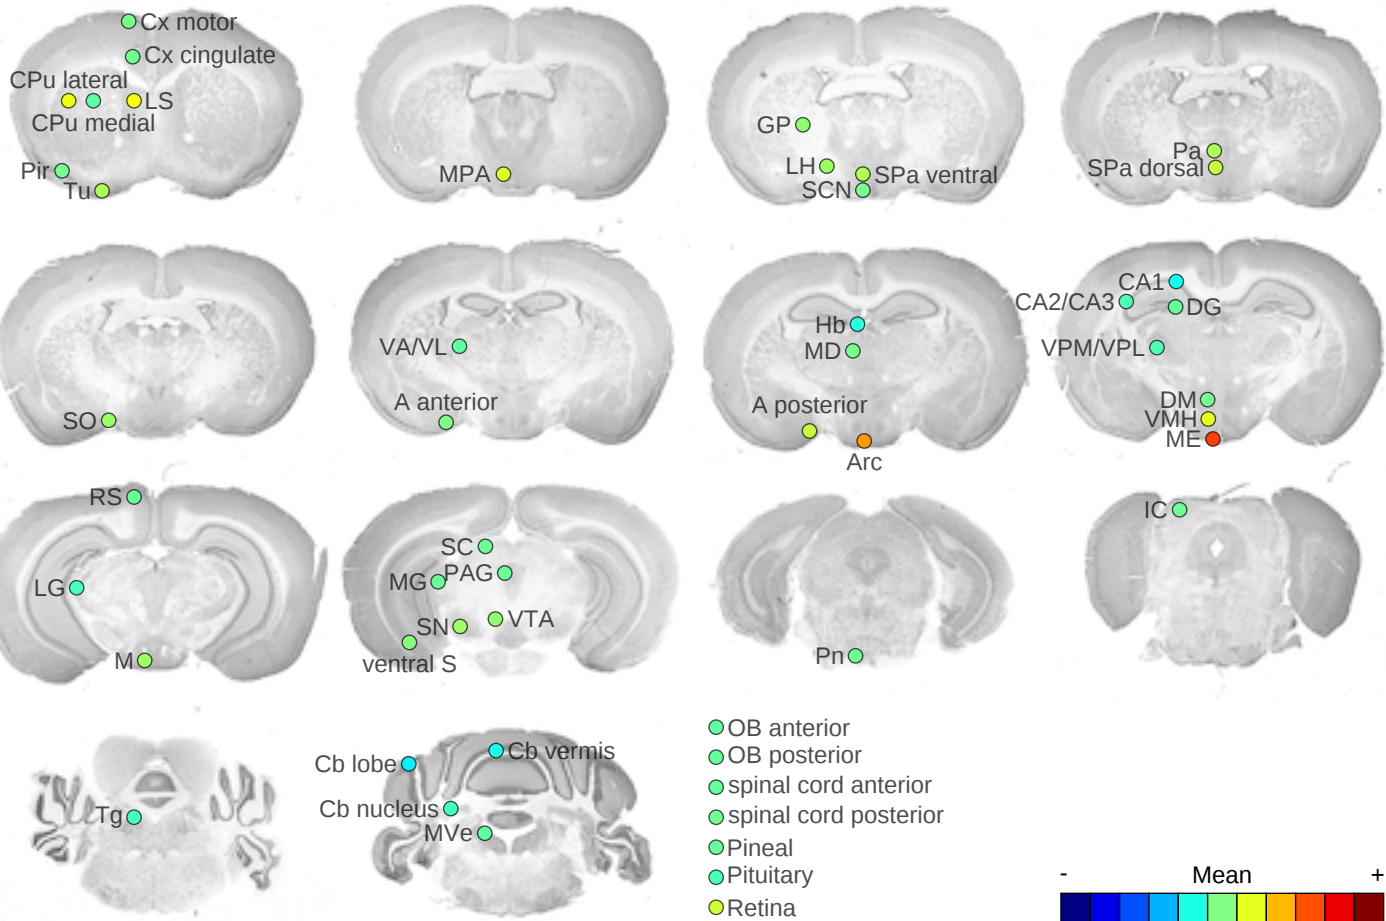 Cx motor
Cx cingulate
CPu lateral
LS
CPu medial
Pir
Tu
MPA
GP
LH
SPa ventral
SCN
Pa
SPa dorsal
SO
VA/VL
A anterior
Hb
MD
A posterior
Arc
CA1
CA2/CA3
DG
VPM/VPL
DM
VMH
ME
RS
LG
M
SC
MG
PAG
SN
VTA
ventral S
Pn
IC
Tg
Cb lobe
Cb vermis
Cb nucleus
MVe
OB anterior
OB posterior
spinal cord anterior
spinal cord posterior
Pineal
Pituitary
Retina
- Mean +